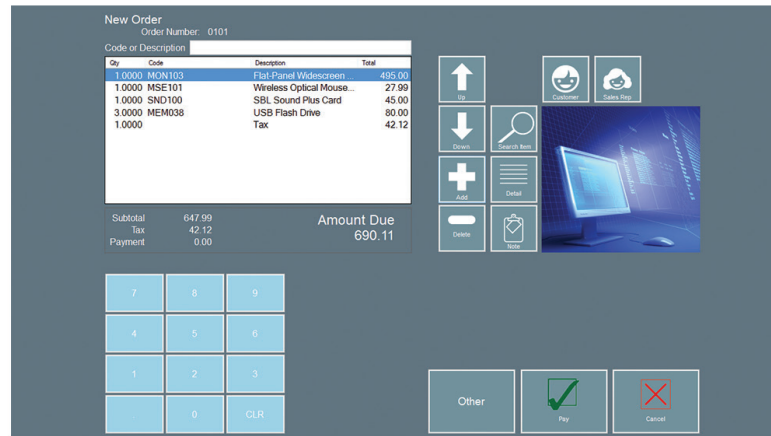 New Order
Order Number: 0101
Code or Description
Qty Code Description Total
1.0000 MON103 Flat-Panel Widescreen ... 495.00
1.0000 MSE101 Wireless Optical Mouse... 27.99
1.0000 SND100 SBL Sound Plus Card 45.00
3.0000 MEM038 USB Flash Drive 80.00
1.0000 Tax 42.12
Subtotal 647.99
Tax 42.12
Payment 0.00
Amount Due
690.11
Up
Customer Sales Rep
Down Search Item
Add Detail
Delete Note
7 8 9
4 5 6
1 2 3
0 CLR
Other Pay Cancel